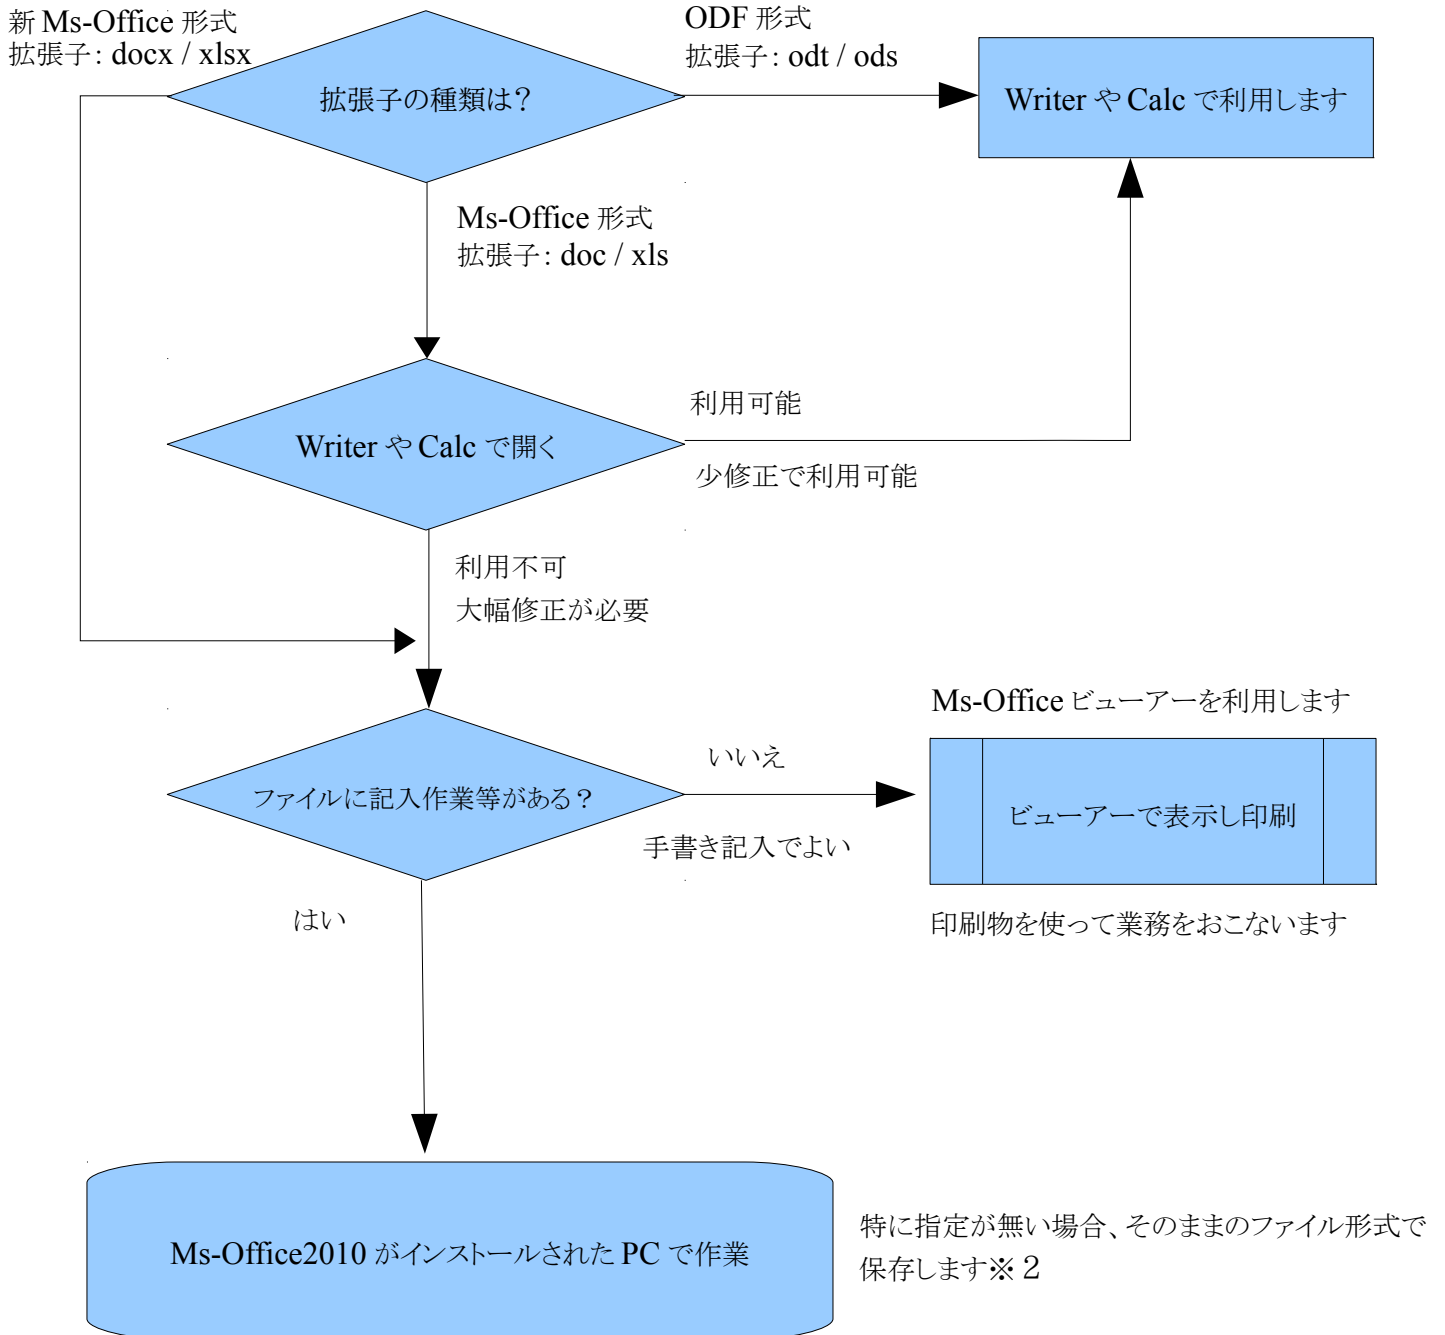 新 Ms-Office 形式
拡張子: docx / xlsx
ODF 形式
拡張子: odt / ods
拡張子の種類は?
Writer や Calc で利用します
Ms-Office 形式
拡張子: doc / xls
利用可能
Writer や Calc で開く
少修正で利用可能
利用不可
大幅修正が必要
Ms-Office ビューアーを利用します
いいえ
ファイルに記入作業等がある?
ビューアーで表示し印刷
手書き記入でよい
はい
印刷物を使って業務をおこないます
Ms-Office2010 がインストールされた PC で作業
特に指定が無い場合、そのままのファイル形式で
保存します※２